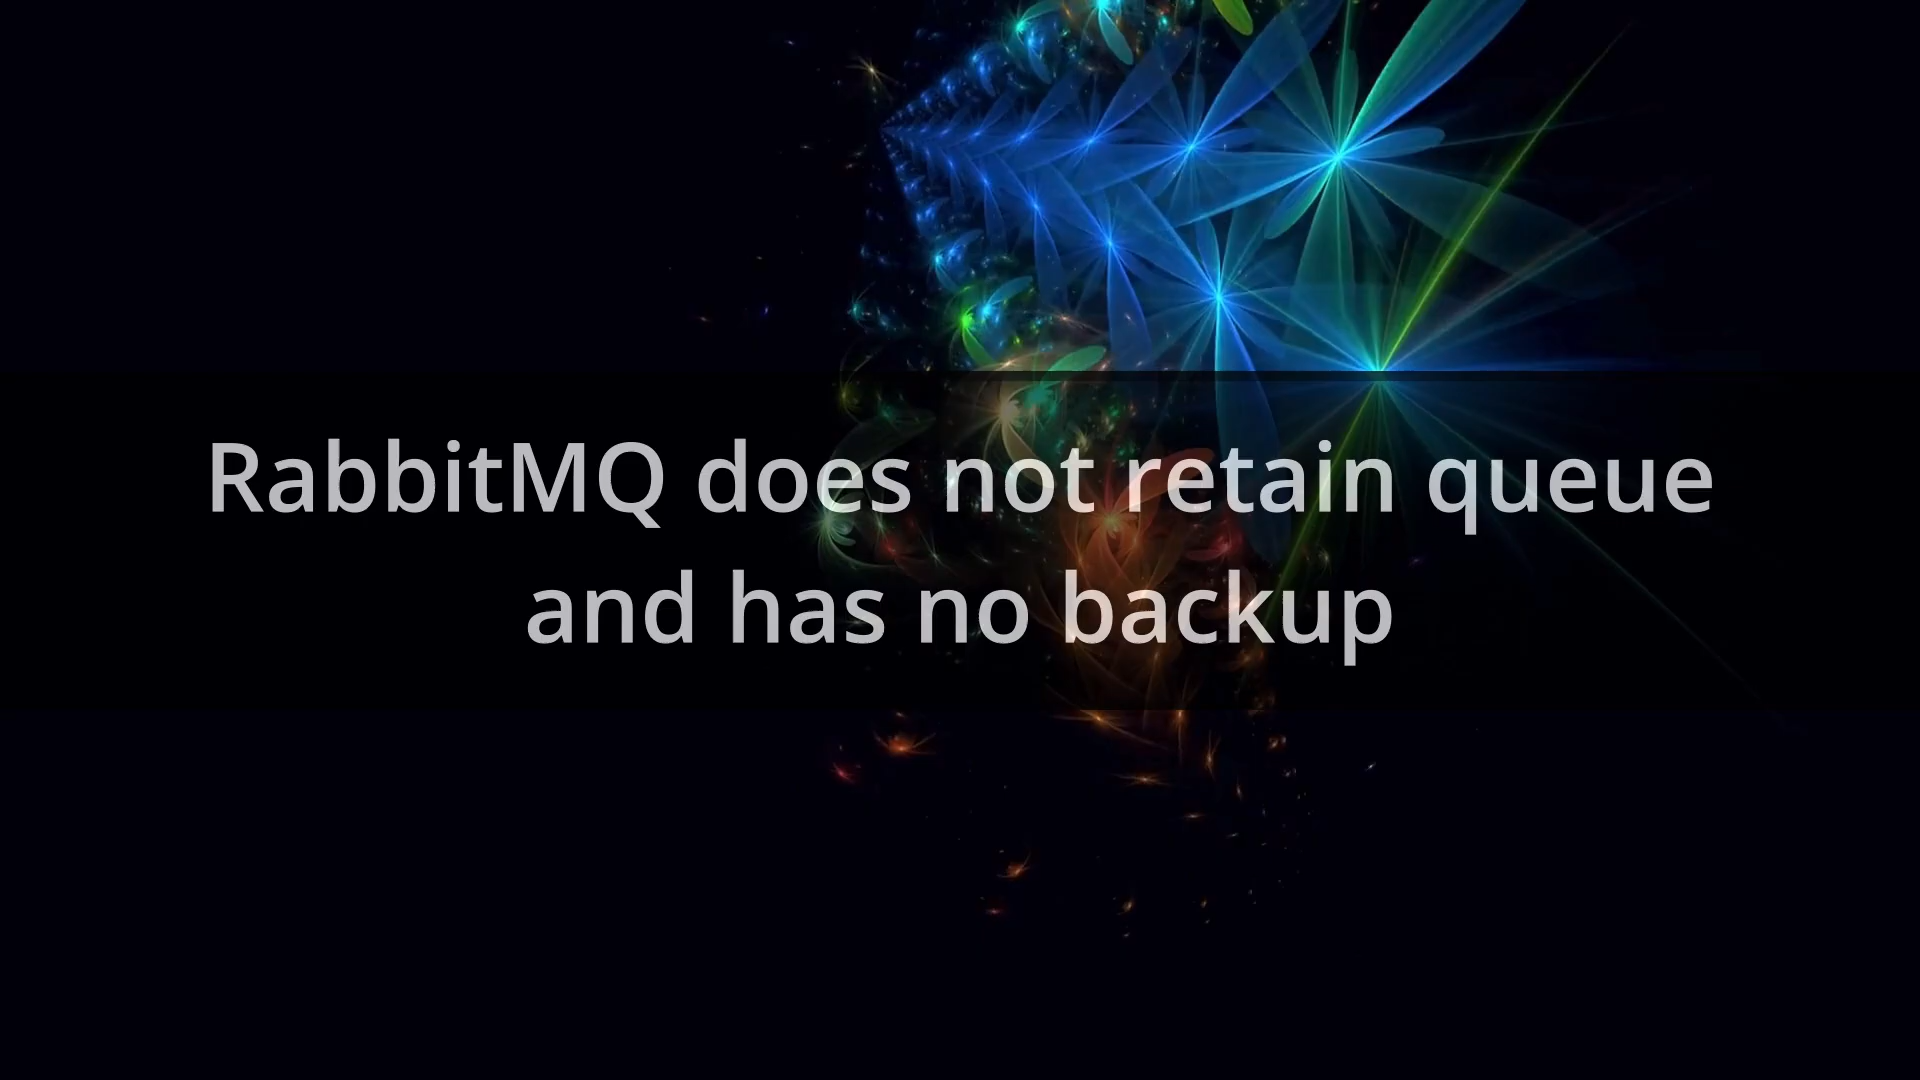 RabbitMQ does not retain queue
and has no backup